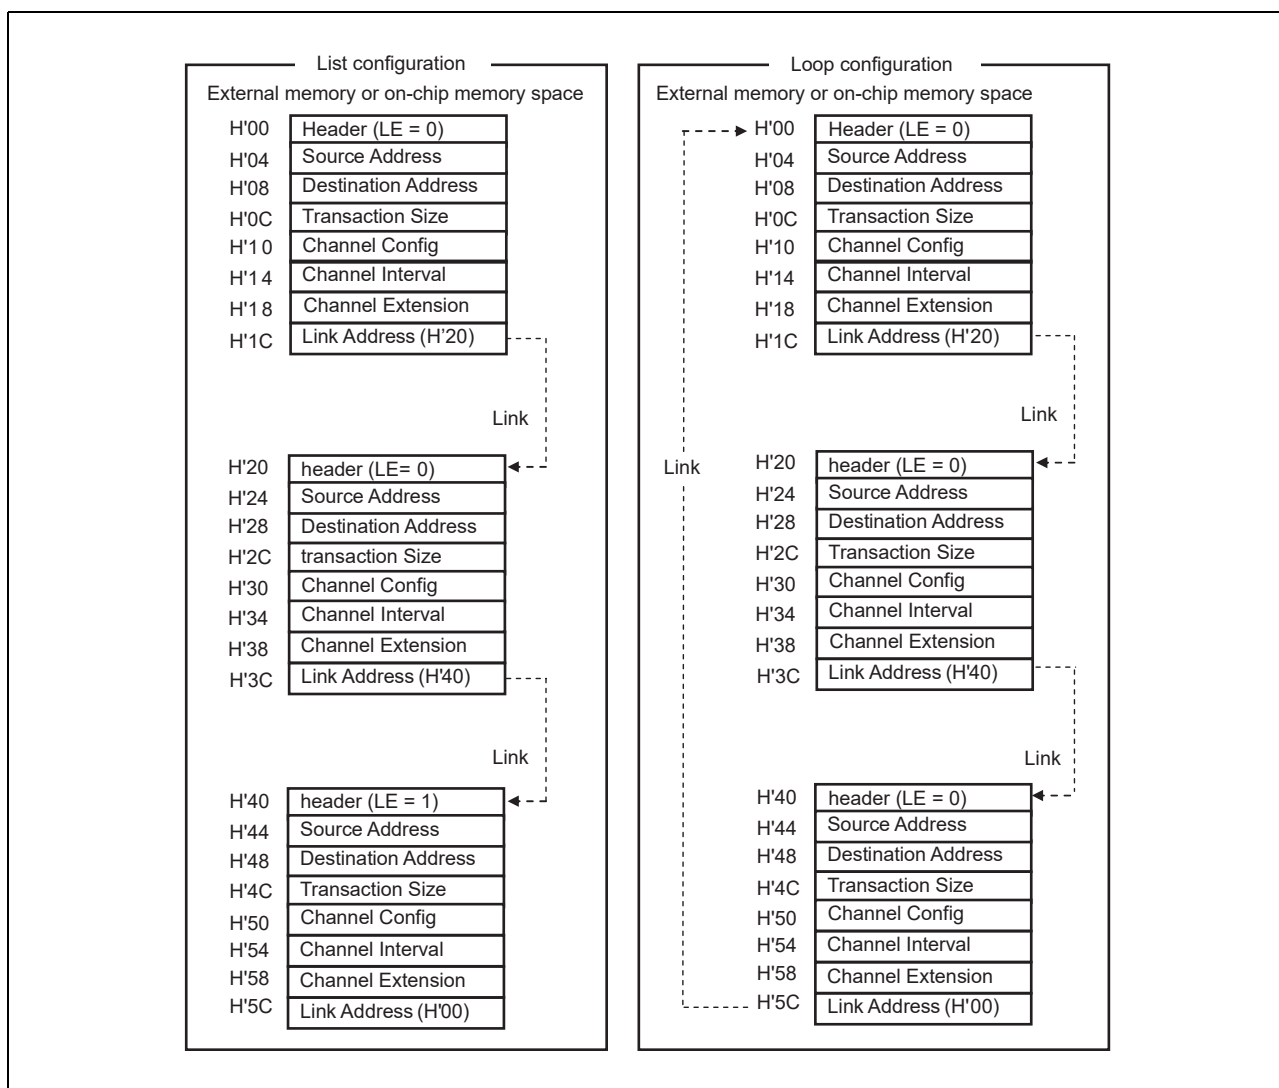 List configuration
External memory or on-chip memory space
H'00 Header (LE = 0)
H'04 Source Address
H'08 Destination Address
H'0C Transaction Size
H'10 Channel Config
H'14 Channel Interval
H'18 Channel Extension
H'1C Link Address (H'20)
Link
H'20 header (LE= 0)
H'24 Source Address
H'28 Destination Address
H'2C transaction Size
H'30 Channel Config
H'34 Channel Interval
H'38 Channel Extension
H'3C Link Address (H'40)
Link
H'40 header (LE = 1)
H'44 Source Address
H'48 Destination Address
H'4C Transaction Size
H'50 Channel Config
H'54 Channel Interval
H'58 Channel Extension
H'5C Link Address (H'00)
Loop configuration
External memory or on-chip memory space
H'00 Header (LE = 0)
H'04 Source Address
H'08 Destination Address
H'0C Transaction Size
H'10 Channel Config
H'14 Channel Interval
H'18 Channel Extension
H'1C Link Address (H'20)
Link
Link
H'20 header (LE = 0)
H'24 Source Address
H'28 Destination Address
H'2C Transaction Size
H'30 Channel Config
H'34 Channel Interval
H'38 Channel Extension
H'3C Link Address (H'40)
Link
H'40 header (LE = 0)
H'44 Source Address
H'48 Destination Address
H'4C Transaction Size
H'50 Channel Config
H'54 Channel Interval
H'58 Channel Extension
H'5C Link Address (H'00)